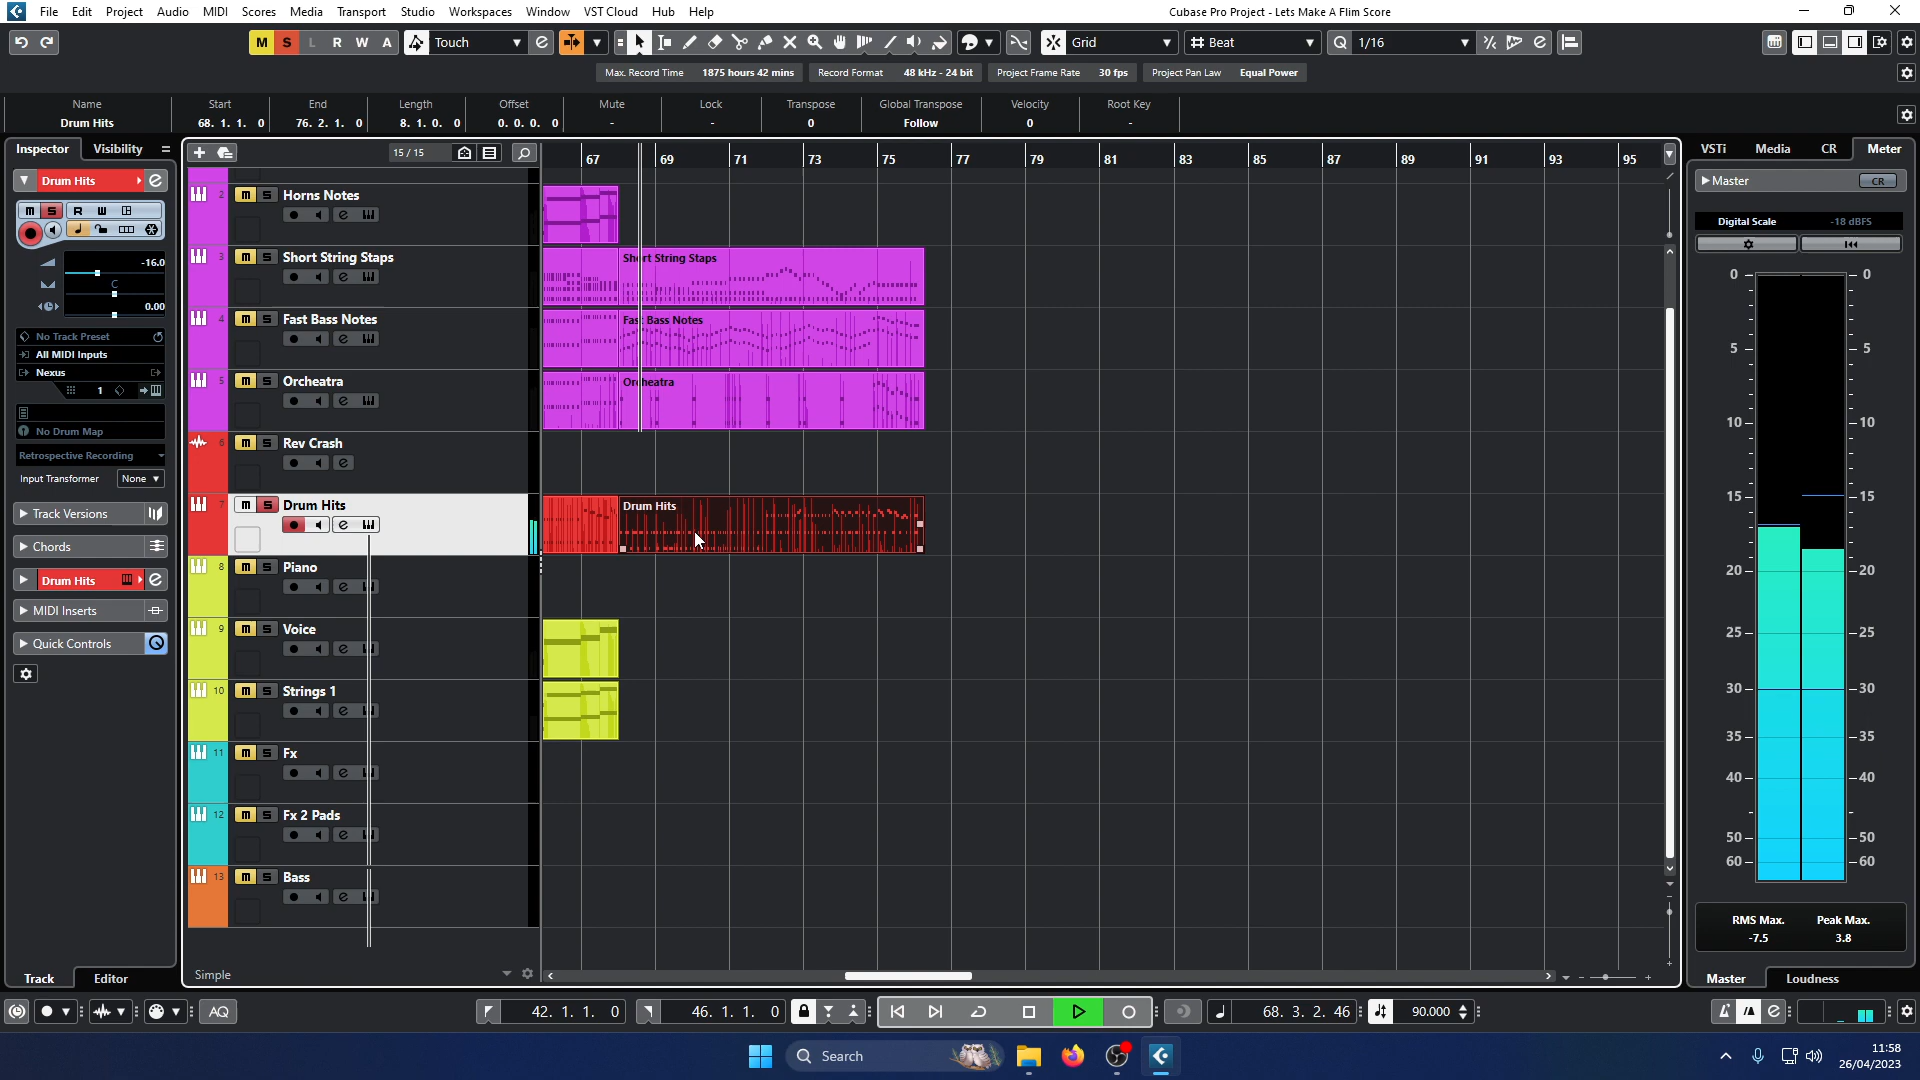 File Edit Project Audio MIDI Scores Media Transport Studio Workspaces Window VST Cloud Hub Help
Cubase Pro Project - Lets Make A Flim Score
M S L R W A Touch Grid Beat Q 1/16
Max. Record Time 1875 hours 42 mins Record Format 48 kHz - 24 bit Project Frame Rate 30 fps Project Pan Law Equal Power
Name Start End Length Offset Mute Lock Transpose Global Transpose Velocity Root Key
Drum Hits 68. 1. 1. 0 76. 2. 1. 0 8. 1. 0. 0 0. 0. 0. 0 - - 0 Follow 0 -
Inspector Visibility
15 / 15
67 69 71 73 75 77 79 81 83 85 87 89 91 93 95
VSTi Media CR Meter
Drum Hits
m S R W
-16.0
C
0.00
No Track Preset
All MIDI Inputs
Nexus
1
No Drum Map
Retrospective Recording
Input Transformer None
Track Versions
Chords
Drum Hits
MIDI Inserts
Quick Controls
2 m S Horns Notes
3 m S Short String Staps
Short String Staps
4 m S Fast Bass Notes
Fast Bass Notes
5 m S Orcheatra
Orcheatra
6 m S Rev Crash
7 m S Drum Hits
Drum Hits
8 m S Piano
9 m S Voice
10 m S Strings 1
11 m S Fx
12 m S Fx 2 Pads
13 m S Bass
Simple
Master CR
Digital Scale -18 dBFS
0 0
5 5
10 10
15 15
20 20
25 25
30 30
35 35
40 40
50 50
60 60
RMS Max. Peak Max.
-7.5 3.8
Track Editor
Master Loudness
AQ 42. 1. 1. 0 46. 1. 1. 0 68. 3. 2. 46 90.000
Search
11:58
26/04/2023